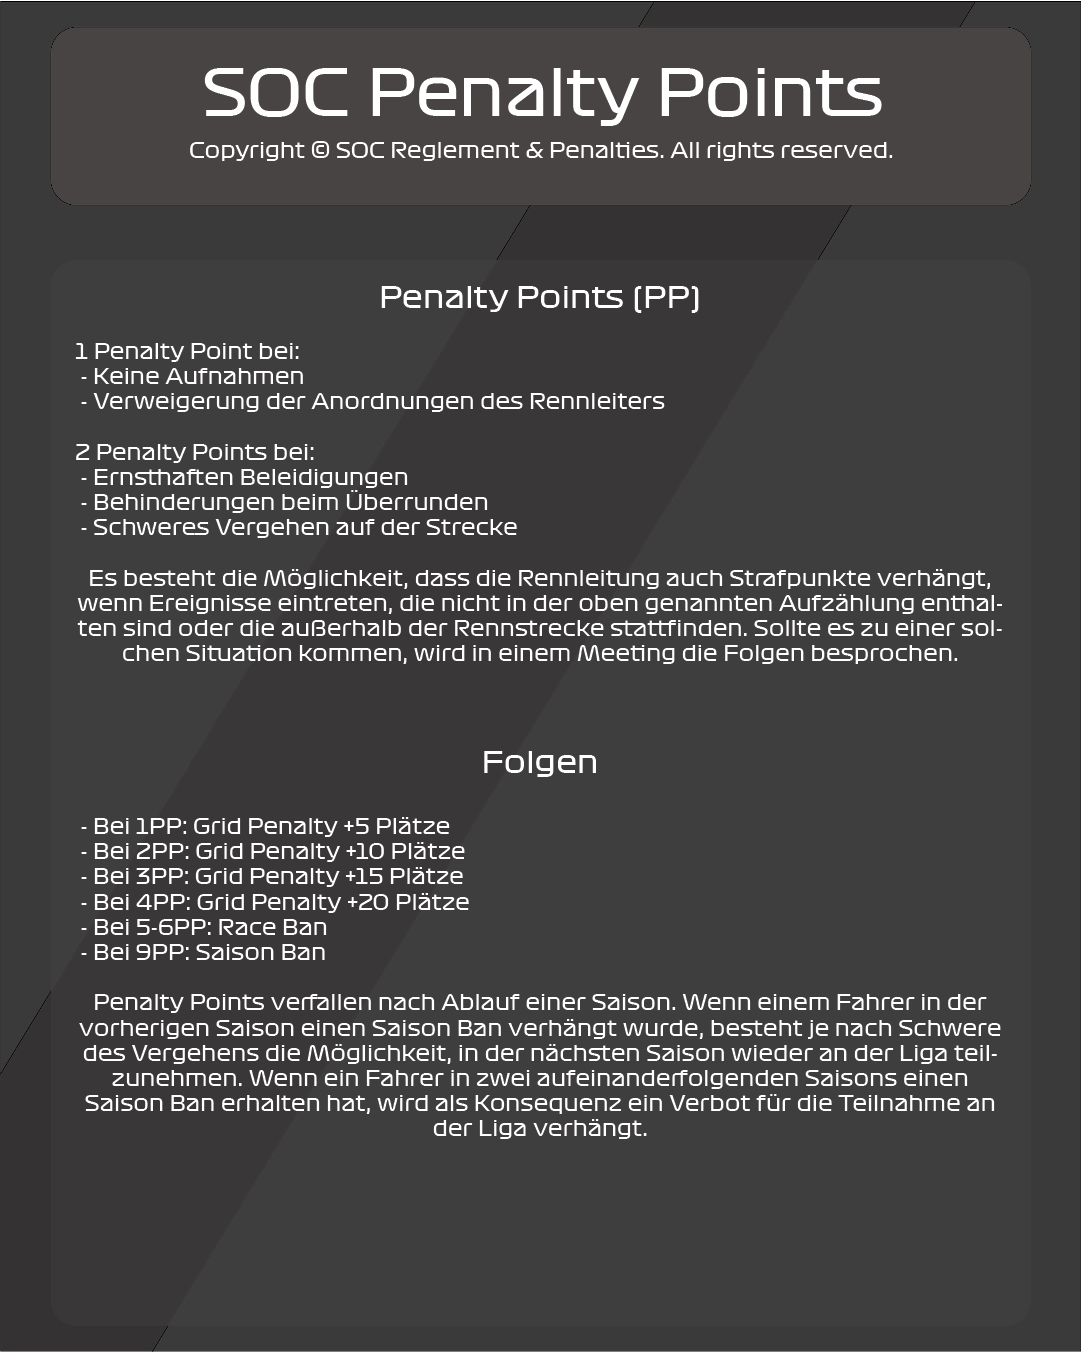 SOC Penalty Points
Copyright © SOC Reglement & Penalties. All rights reserved.
Penalty Points (PP)
1 Penalty Point bei:
- Keine Aufnahmen
- Verweigerung der Anordnungen des Rennleiters
2 Penalty Points bei:
- Ernsthaften Beleidigungen
- Behinderungen beim Überrunden
- Schweres Vergehen auf der Strecke
Es besteht die Möglichkeit, dass die Rennleitung auch Strafpunkte verhängt,
wenn Ereignisse eintreten, die nicht in der oben genannten Aufzählung enthal-
ten sind oder die außerhalb der Rennstrecke stattfinden. Sollte es zu einer sol-
chen Situation kommen, wird in einem Meeting die Folgen besprochen.
Folgen
- Bei 1PP: Grid Penalty +5 Plätze
- Bei 2PP: Grid Penalty +10 Plätze
- Bei 3PP: Grid Penalty +15 Plätze
- Bei 4PP: Grid Penalty +20 Plätze
- Bei 5-6PP: Race Ban
- Bei 9PP: Saison Ban
Penalty Points verfallen nach Ablauf einer Saison. Wenn einem Fahrer in der
vorherigen Saison einen Saison Ban verhängt wurde, besteht je nach Schwere
des Vergehens die Möglichkeit, in der nächsten Saison wieder an der Liga teil-
zunehmen. Wenn ein Fahrer in zwei aufeinanderfolgenden Saisons einen
Saison Ban erhalten hat, wird als Konsequenz ein Verbot für die Teilnahme an
der Liga verhängt.